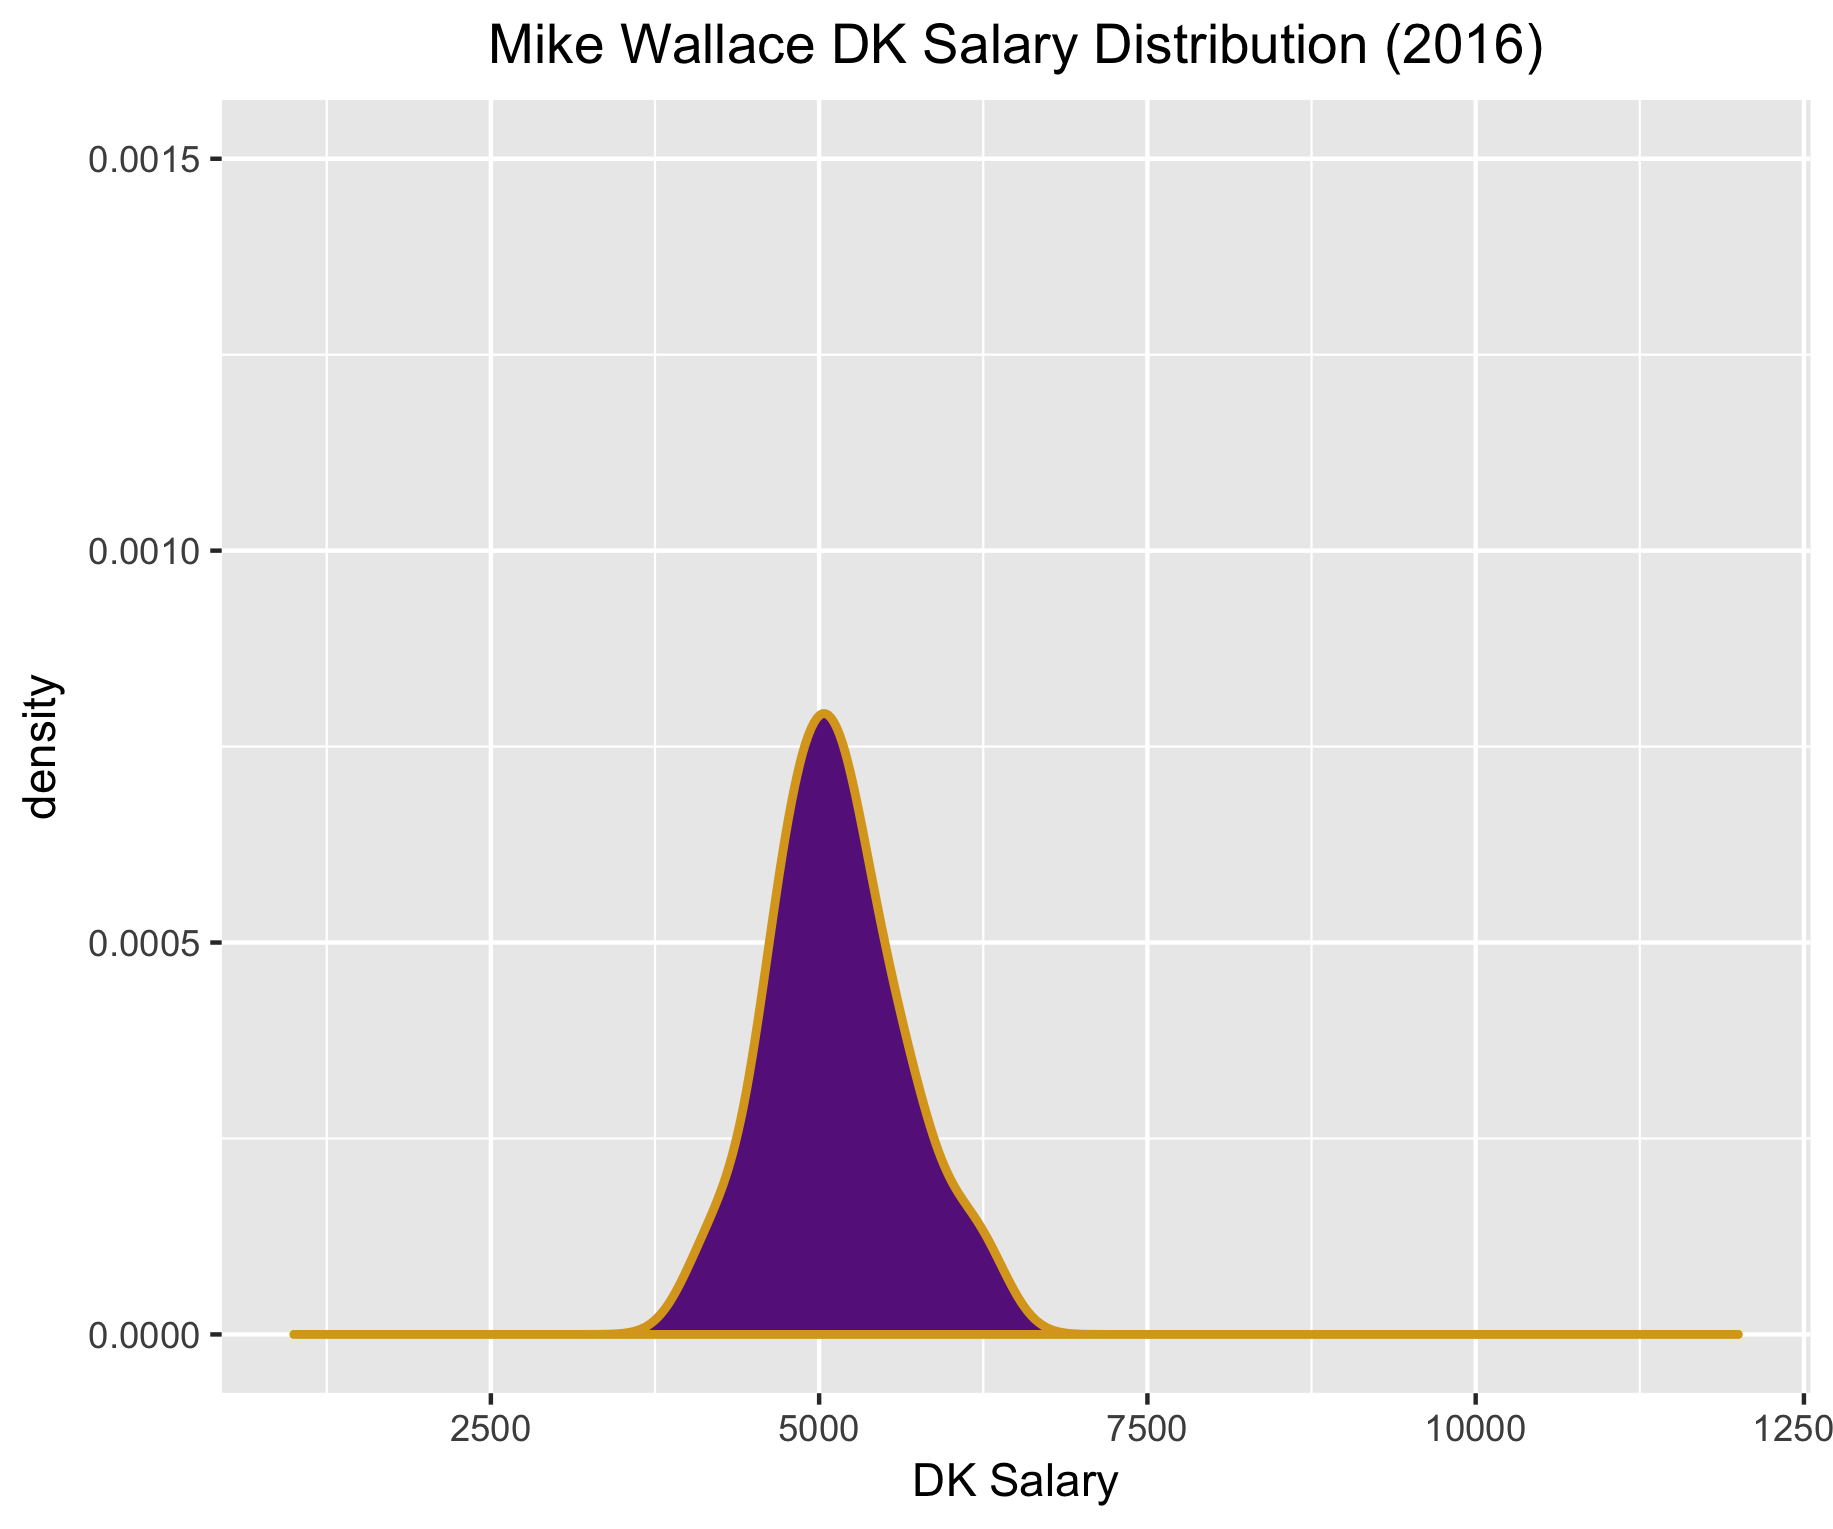 Mike Wallace DK Salary Distribution (2016)
0.0015
0.0010
density
0.0005
0.0000
2500 5000 7500 10000 1250
DK Salary